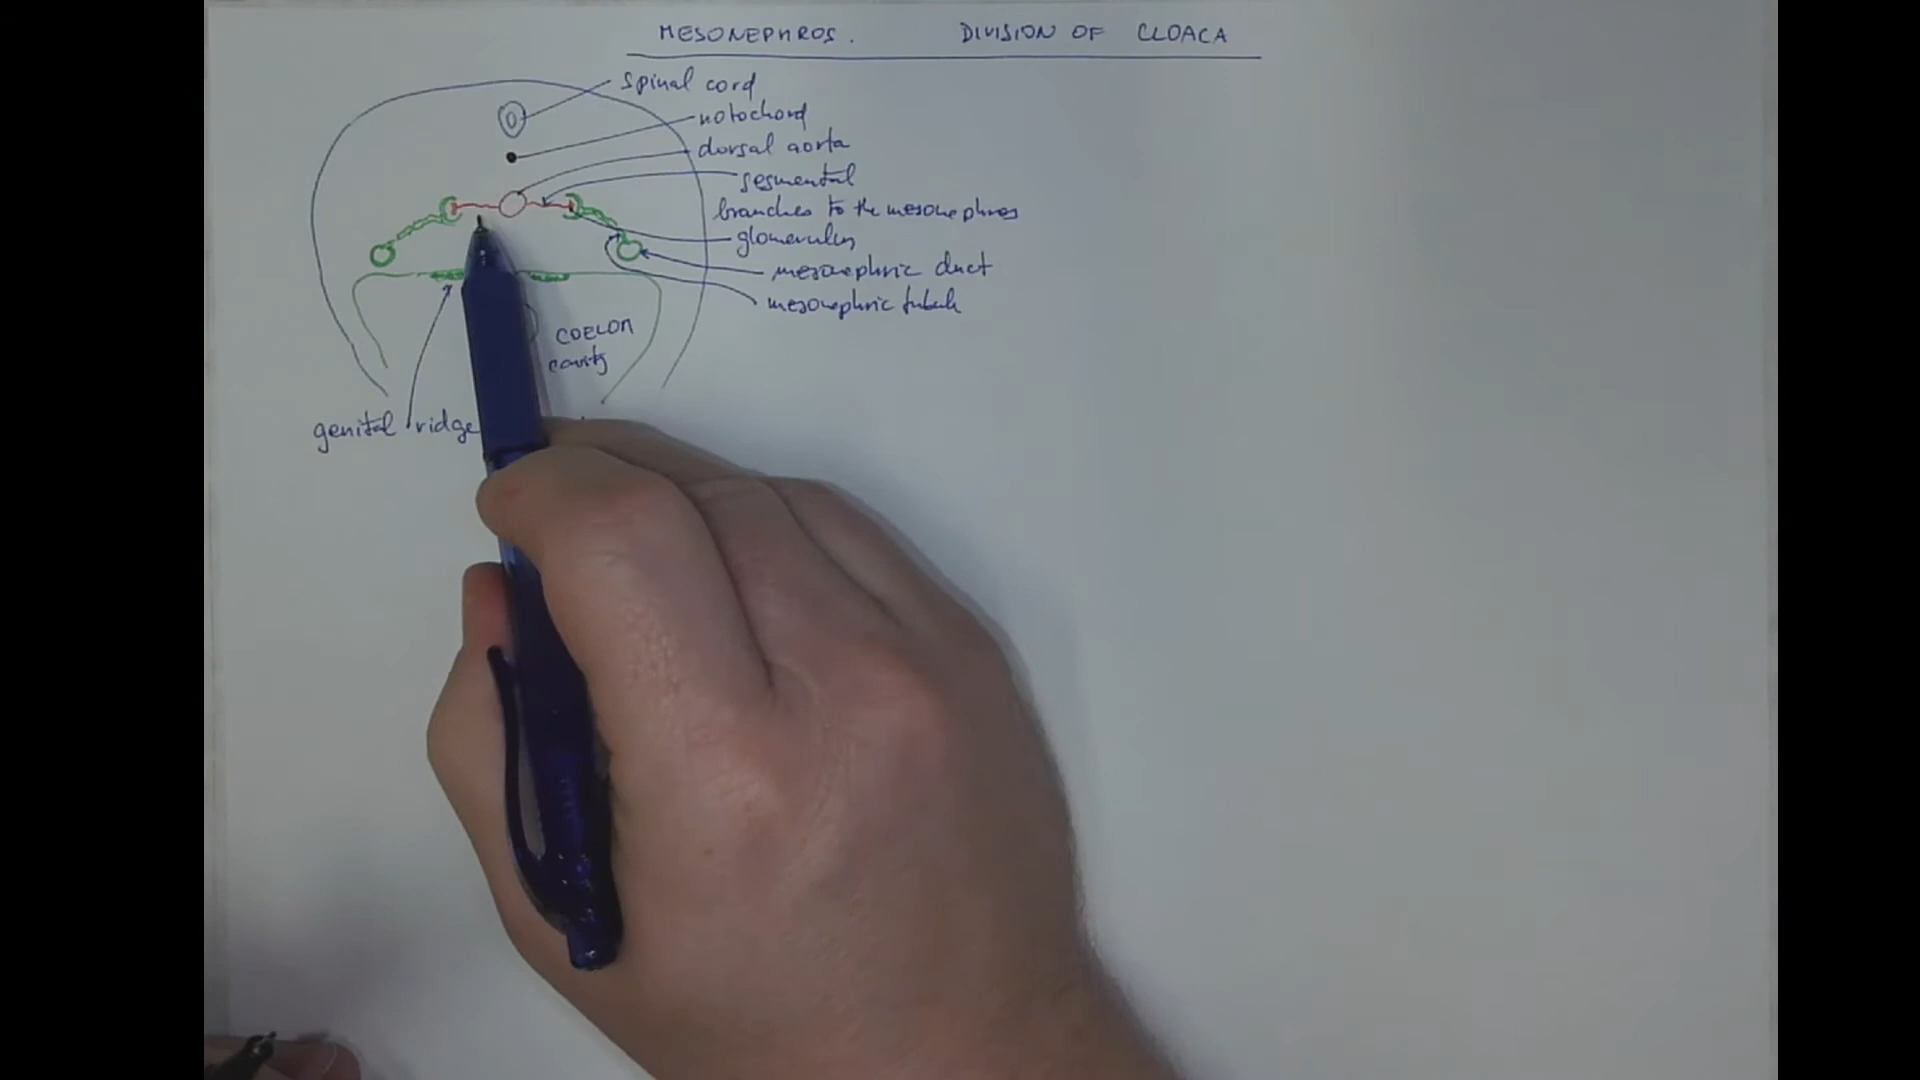 MESONEPHROS. DIVISION OF CLOACA
spinal cord
notochord
dorsal aorta
segmental
branches to the mesonephros
glomerulus
mesonephric duct
mesonephric tubule
COELOM
cavity
genital ridge